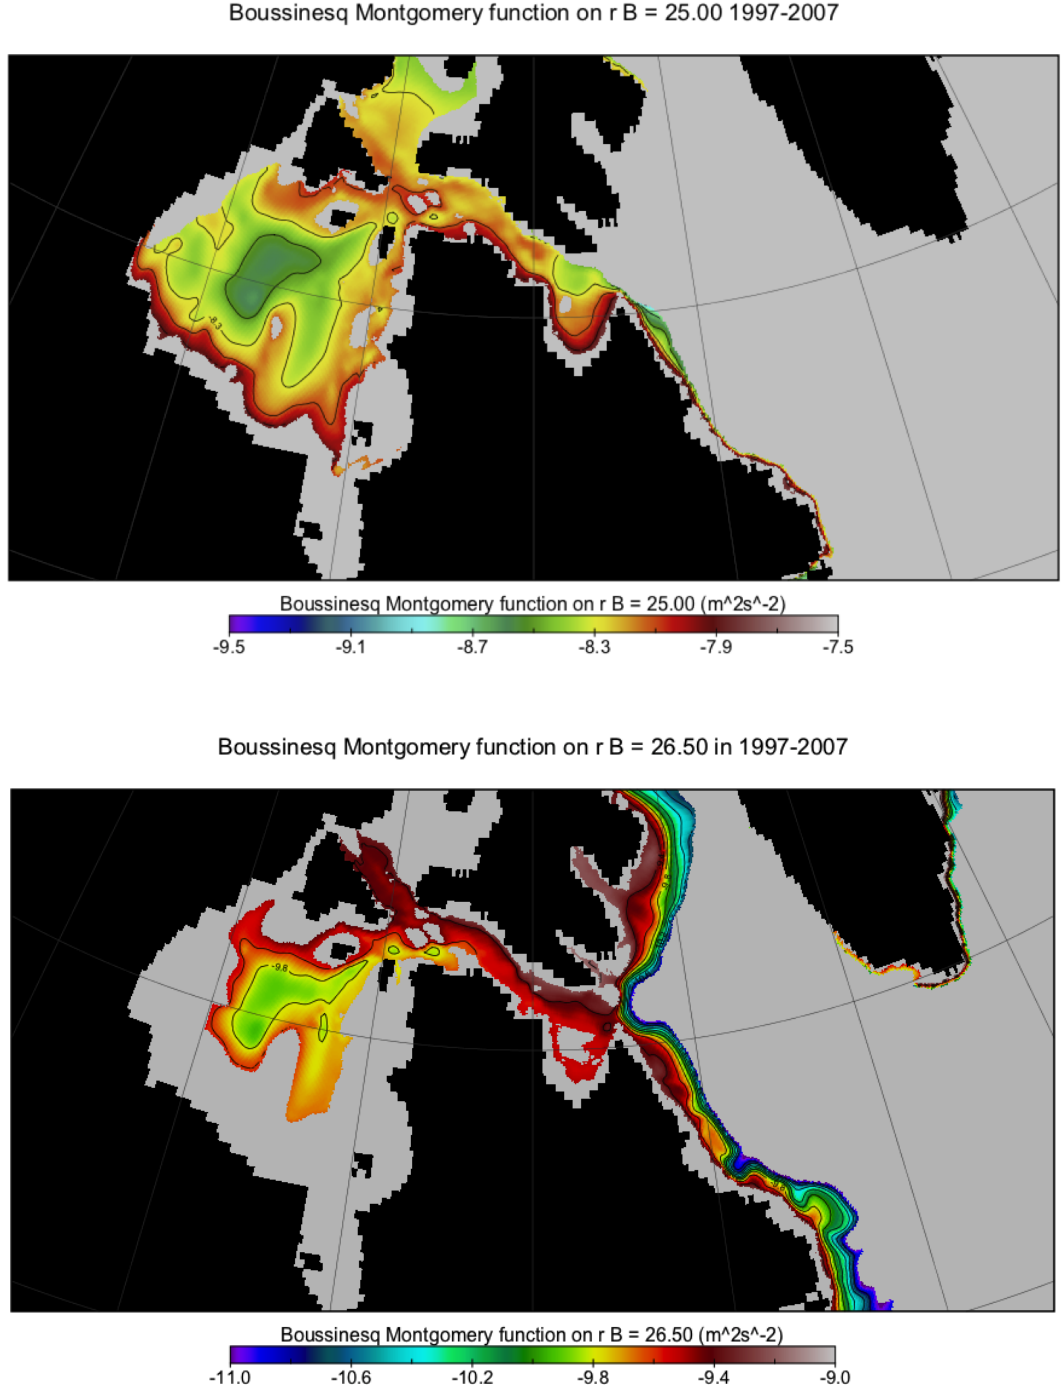 Boussinesq Montgomery function on r B = 25.00 1997-2007
-8.3
Boussinesq Montgomery function on r B = 25.00 (m^2s^-2)
-9.5 -9.1 -8.7 -8.3 -7.9 -7.5
Boussinesq Montgomery function on r B = 26.50 in 1997-2007
-9.8
Boussinesq Montgomery function on r B = 26.50 (m^2s^-2)
-11.0 -10.6 -10.2 -9.8 -9.4 -9.0